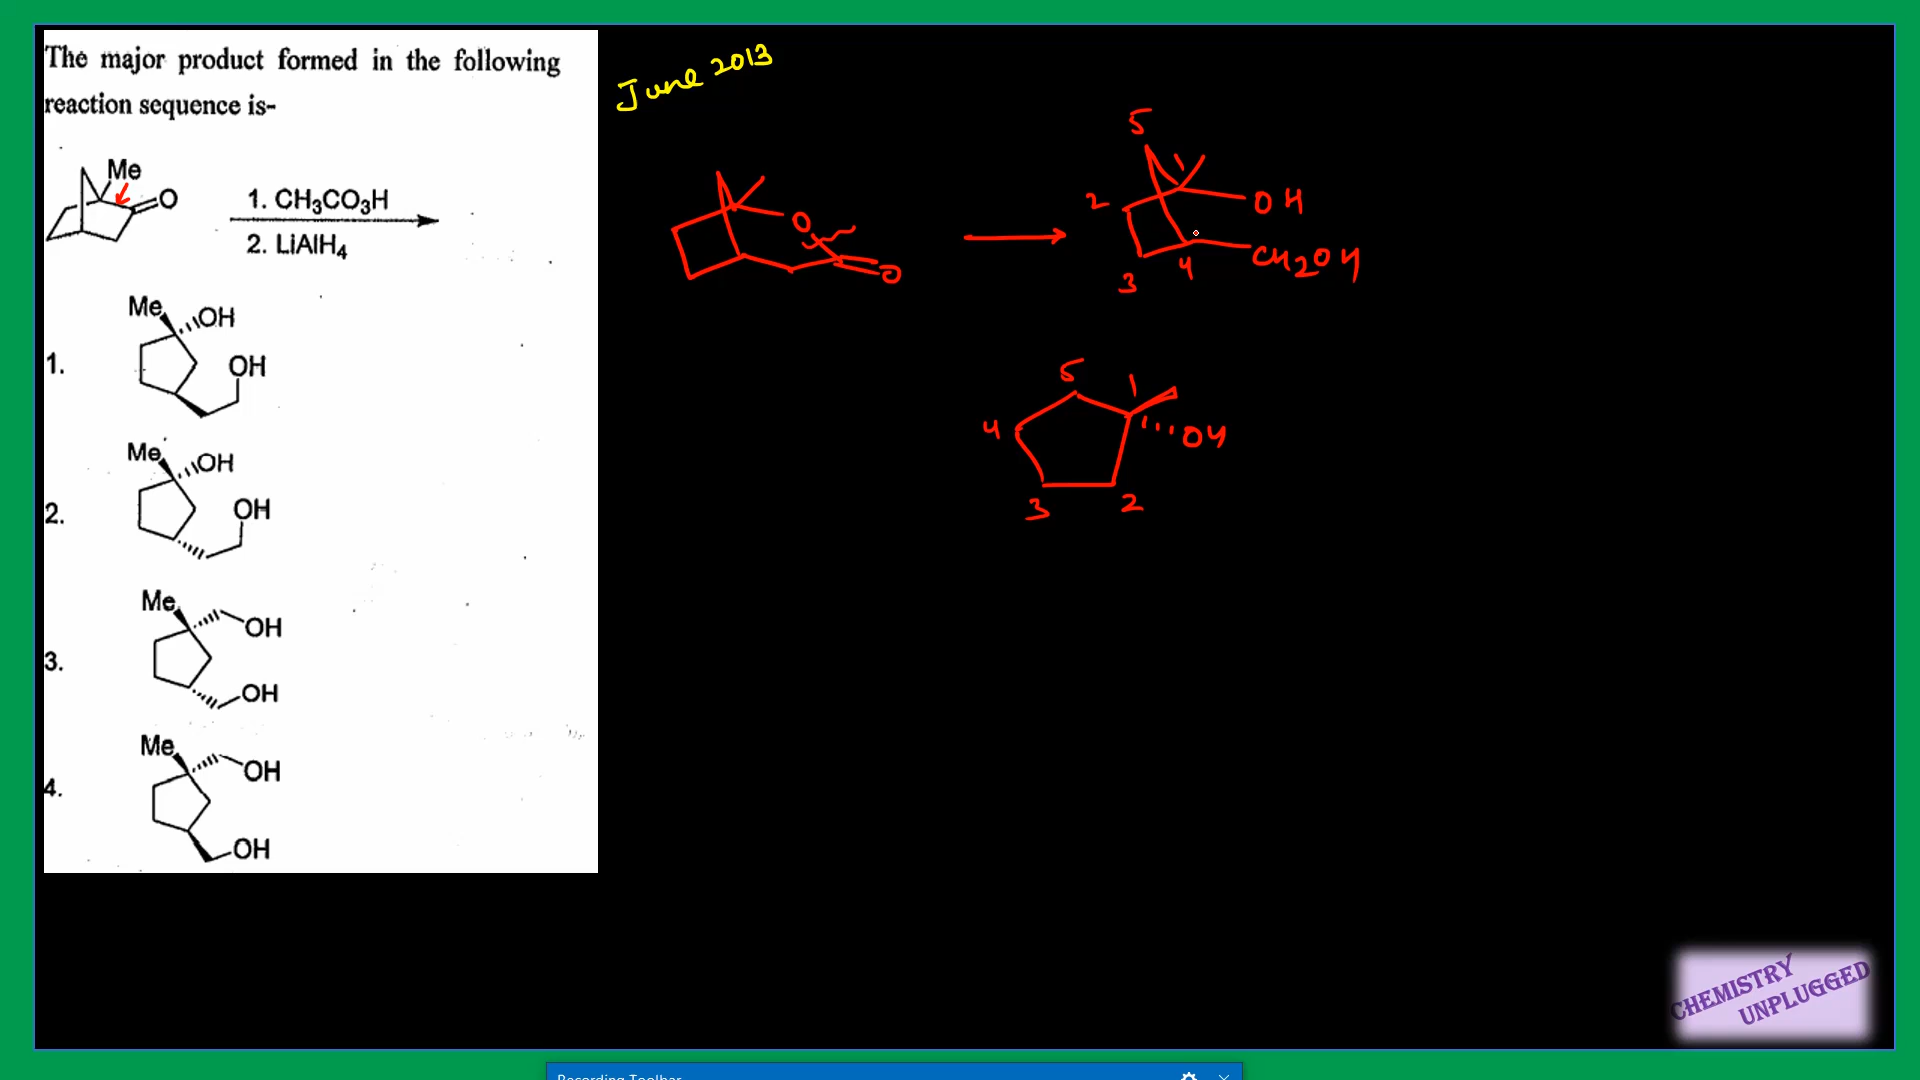 The major product formed in the following
reaction sequence is-
Me
O
1. CH3CO3H
2. LiAlH4
Me
OH
1.
OH
Me
OH
2.
OH
Me
OH
3.
OH
Me
OH
4.
OH
June 2013
O
O
5
1
2
OH
3
4
CH2OH
5
1
4
OH
3
2
CHEMISTRY
UNPLUGGED
Recording Toolbar